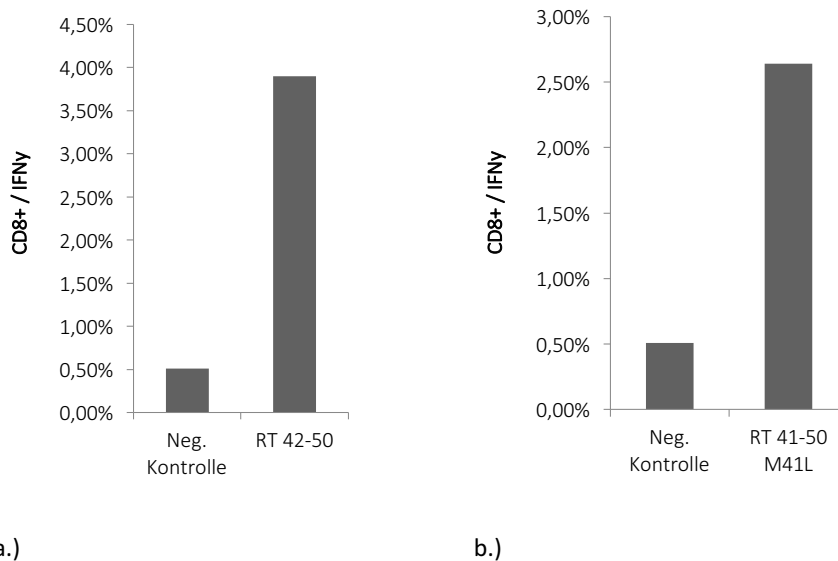 4,50%
4,00%
3,50%
3,00%
2,50%
2,00%
1,50%
1,00%
0,50%
0,00%
CD8+ / IFNy
Neg.
Kontrolle
RT 42-50
a.)
3,00%
2,50%
2,00%
1,50%
1,00%
0,50%
0,00%
CD8+ / IFNy
Neg.
Kontrolle
RT 41-50
M41L
b.)